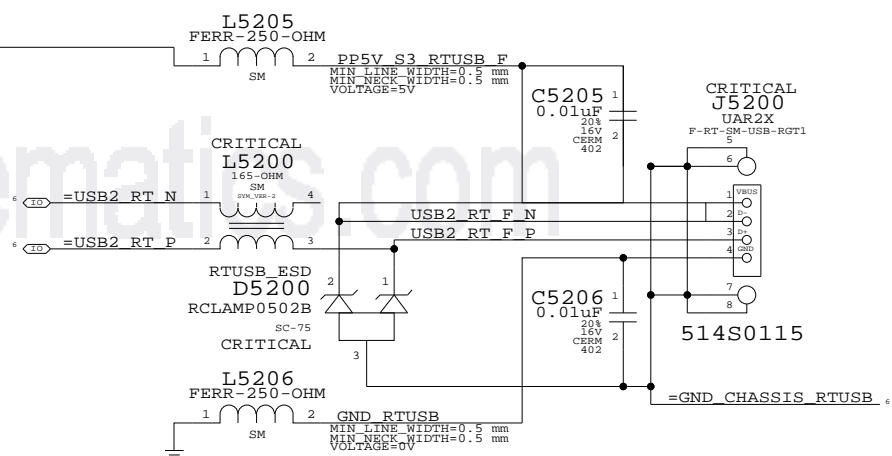 L5205
FERR-250-OHM
1
2
SM
PP5V_S3_RTUSB_F
MIN_LINE_WIDTH=0.5 mm
MIN_NECK_WIDTH=0.5 mm
VOLTAGE=5V
C5205
0.01uF
20%
16V
CERM
402
1
2
CRITICAL
J5200
UAR2X
F-RT-SM-USB-RGT1
5
6
1 VBUS
2 D-
3 D+
4 GND
7
8
514S0115
CRITICAL
L5200
165-OHM
SM
SYM_VER-2
6 IO =USB2_RT_N
1
4
6 IO =USB2_RT_P
2
3
USB2_RT_F_N
USB2_RT_F_P
RTUSB_ESD
D5200
RCLAMP0502B
SC-75
CRITICAL
2
1
3
C5206
0.01uF
20%
16V
CERM
402
1
2
=GND_CHASSIS_RTUSB 6
L5206
FERR-250-OHM
1
2
SM
GND_RTUSB
MIN_LINE_WIDTH=0.5 mm
MIN_NECK_WIDTH=0.5 mm
VOLTAGE=0V
ematics.com